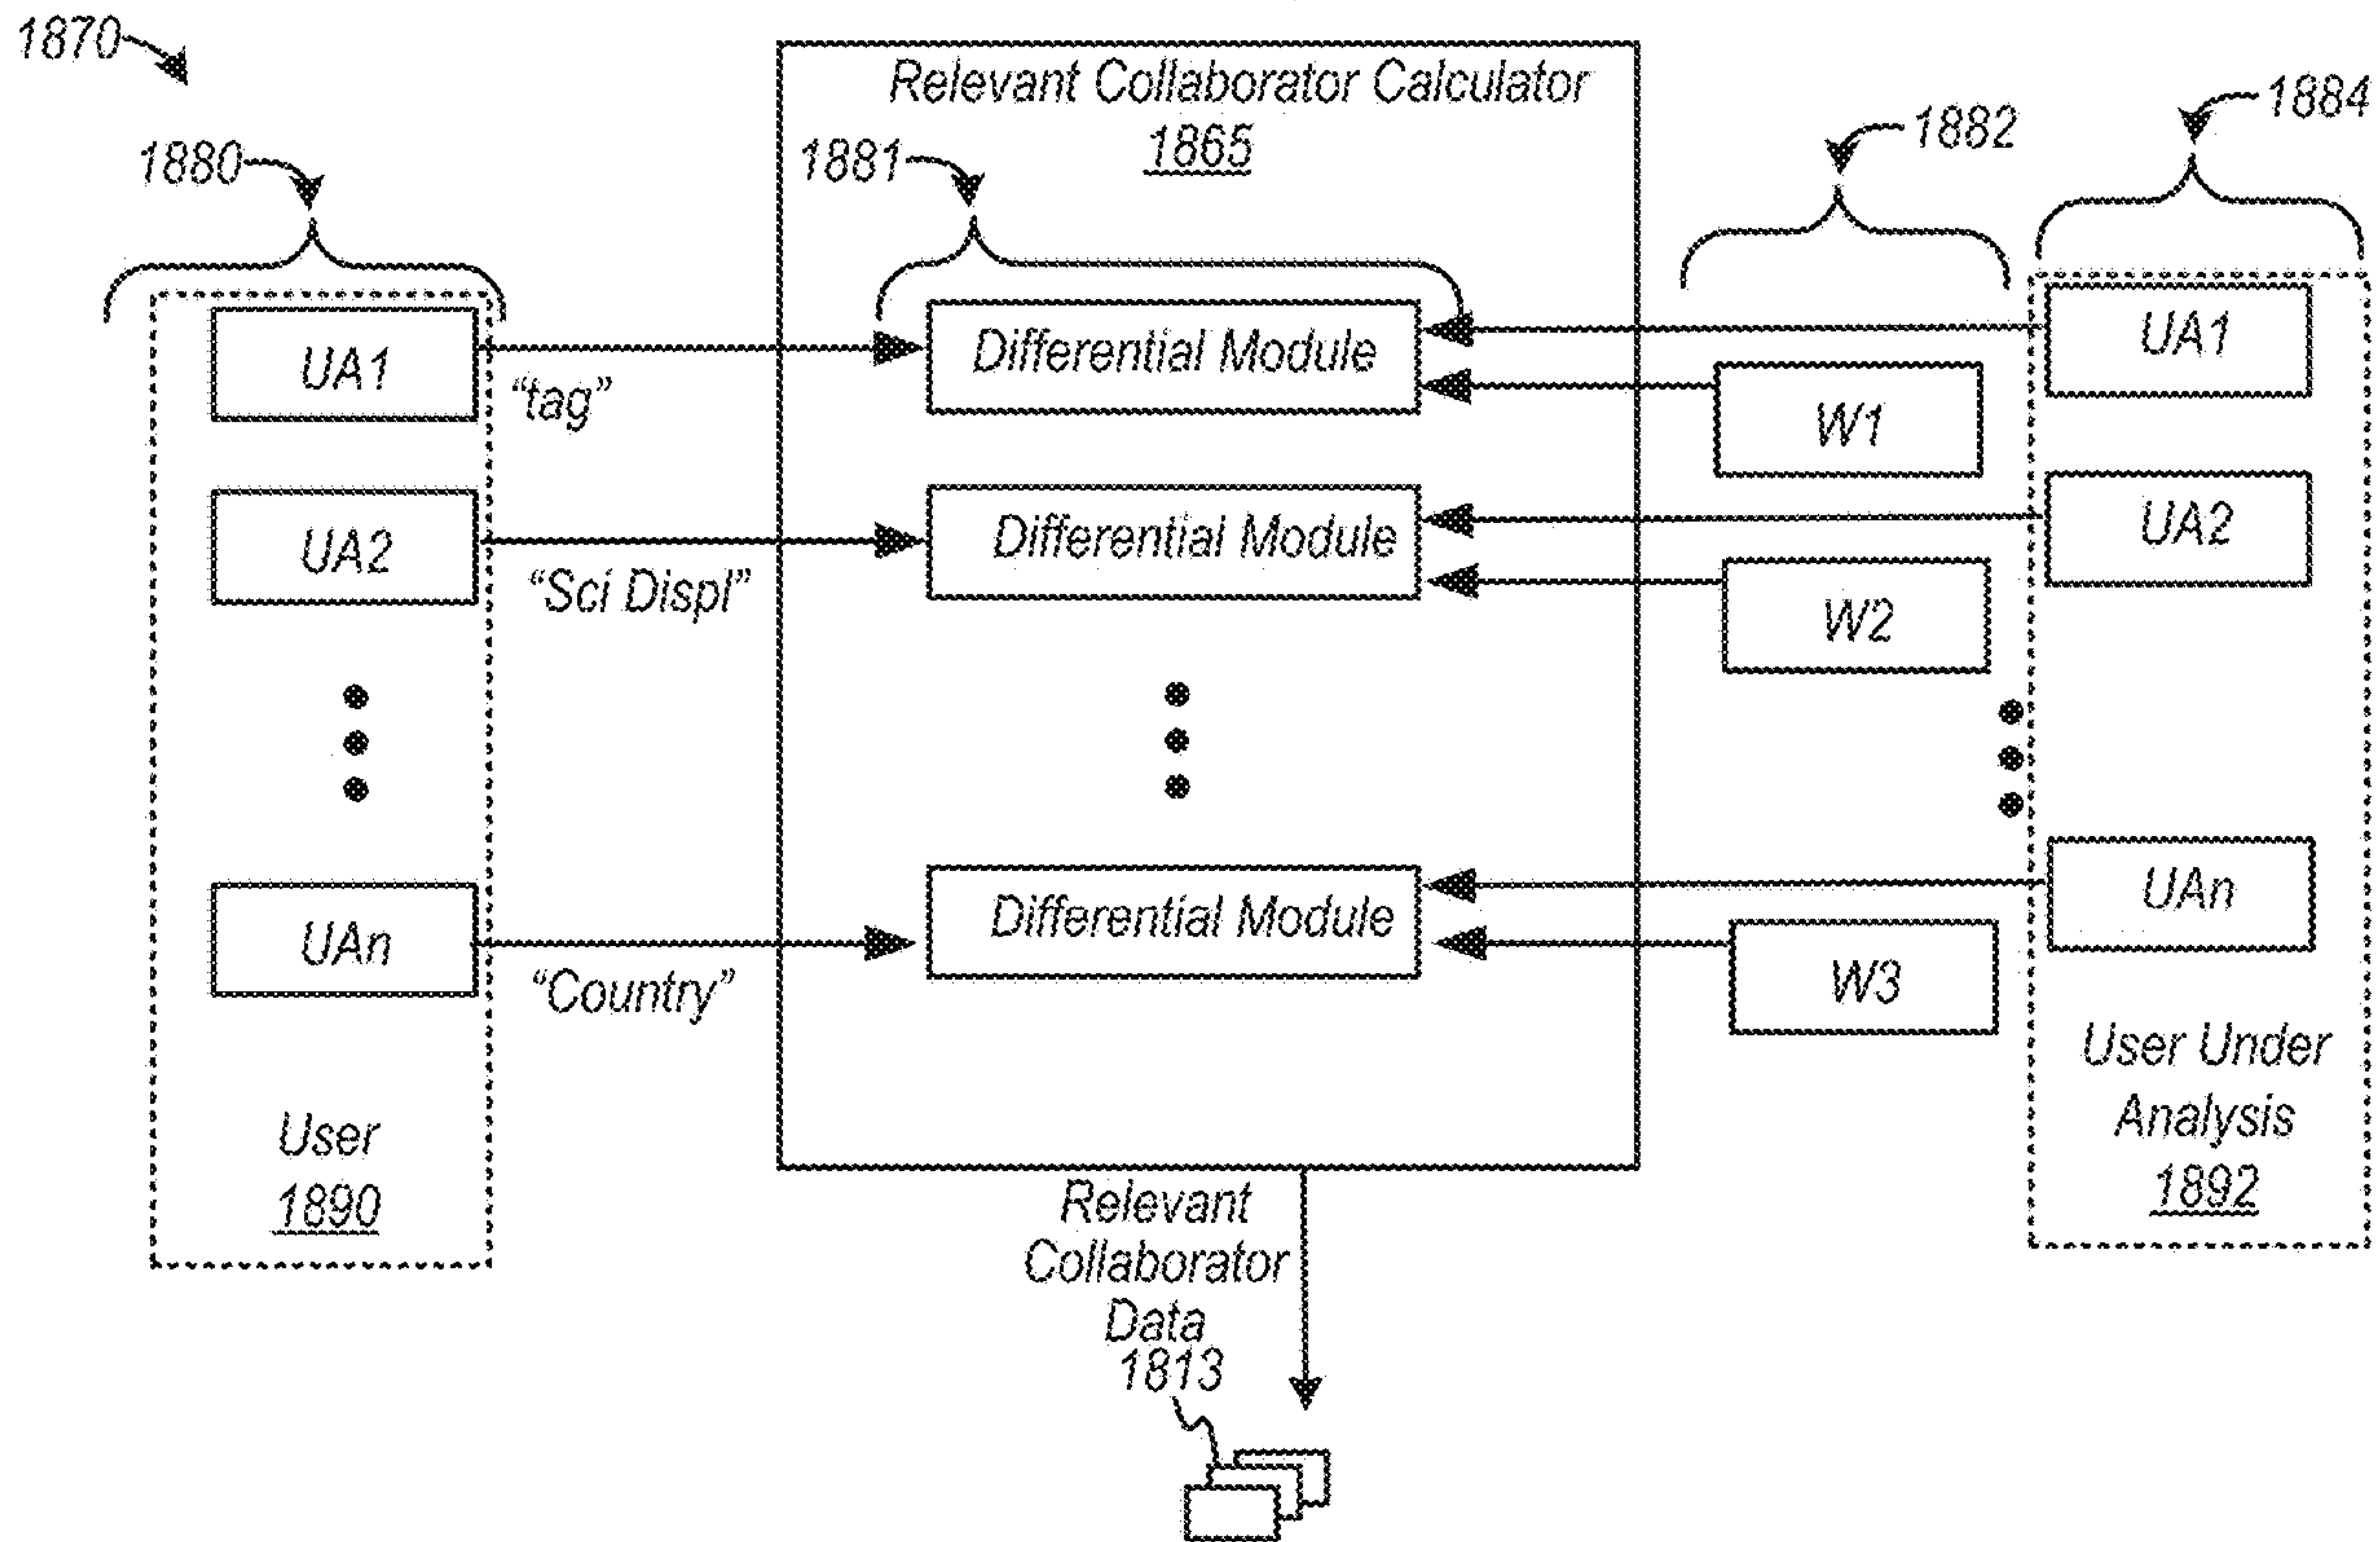 1870
Relevant Collaborator Calculator
1865
1880
1881
1882
1884
UA1
"tag"
Differential Module
W1
UA1
UA2
"Sci Displ"
Differential Module
W2
UA2
UAn
"Country"
Differential Module
W3
UAn
User
1890
User Under
Analysis
1892
Relevant
Collaborator
Data
1813